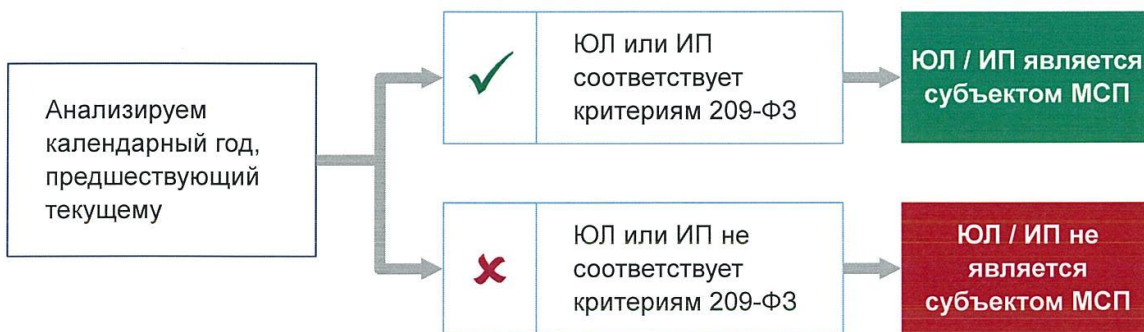 Анализируем
календарный год,
предшествующий
текущему
ЮЛ или ИП
соответствует
критериям 209-ФЗ
ЮЛ / ИП является
субъектом МСП
ЮЛ или ИП не
соответствует
критериям 209-ФЗ
ЮЛ / ИП не
является
субъектом МСП